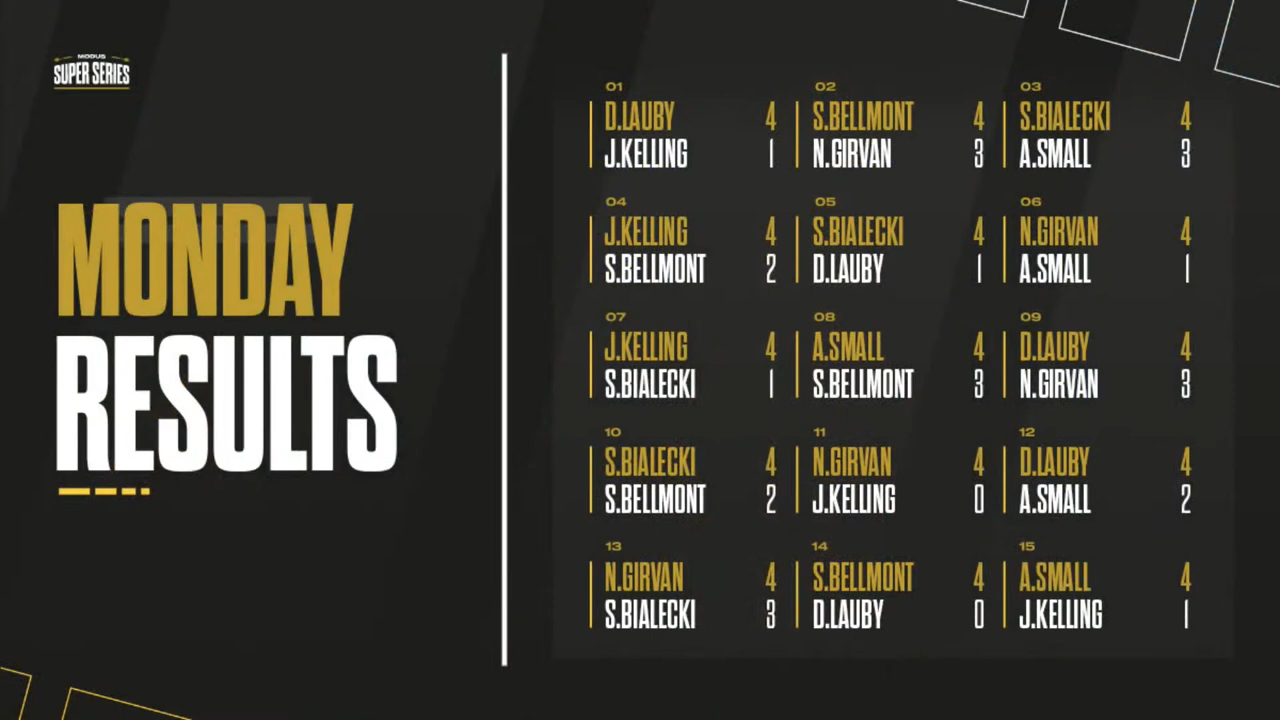 MODUS
SUPER SERIES
MONDAY
RESULTS
01
D.LAUBY 4
J.KELLING 1
02
S.BELLMONT 4
N.GIRVAN 3
03
S.BIALECKI 4
A.SMALL 3
04
J.KELLING 4
S.BELLMONT 2
05
S.BIALECKI 4
D.LAUBY 1
06
N.GIRVAN 4
A.SMALL 1
07
J.KELLING 4
S.BIALECKI 1
08
A.SMALL 4
S.BELLMONT 3
09
D.LAUBY 4
N.GIRVAN 3
10
S.BIALECKI 4
S.BELLMONT 2
11
N.GIRVAN 4
J.KELLING 0
12
D.LAUBY 4
A.SMALL 2
13
N.GIRVAN 4
S.BIALECKI 3
14
S.BELLMONT 4
D.LAUBY 0
15
A.SMALL 4
J.KELLING 1